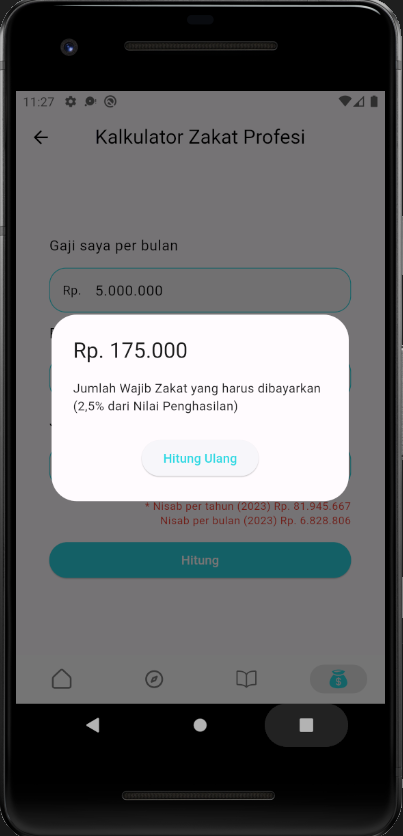 11:27
Kalkulator Zakat Profesi
Gaji saya per bulan
Rp. 5.000.000
Rp. 175.000
Jumlah Wajib Zakat yang harus dibayarkan
(2,5% dari Nilai Penghasilan)
Hitung Ulang
* Nisab per tahun (2023) Rp. 81.945.667
Nisab per bulan (2023) Rp. 6.828.806
Hitung